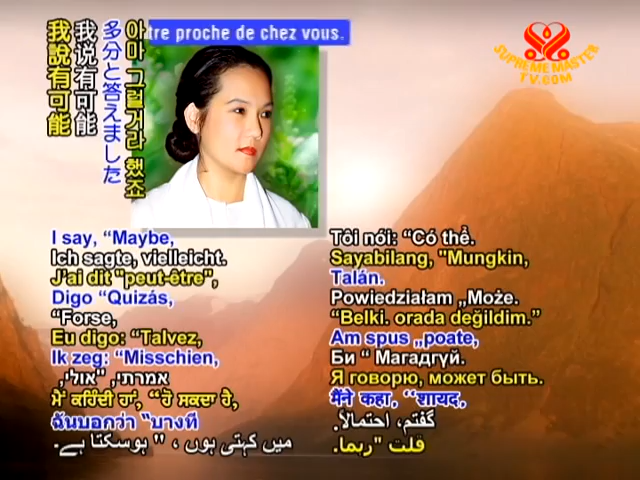 tre proche de chez vous.
SUPREME MASTER
TV.COM
我說有可能
我说有可能
多分と答えました
아마 그럴거라 했죠
I say, “Maybe,
Ich sagte, vielleicht.
J'ai dit "peut-être",
Digo “Quizás,
“Forse,
Eu digo: “Talvez,
Ik zeg: “Misschien,
אמרתי, "אולי,
ਮੈਂ ਕਹਿੰਦੀ ਹਾਂ, “ਹੋ ਸਕਦਾ ਹੈ,
ฉันบอกว่า “บางที
میں کہتی ہوں ، " ہوسکتا ہے۔
Tôi nói: “Có thể.
Sayabilang, "Mungkin,
Talán.
Powiedziałam „Może.
“Belki. orada değildim.”
Am spus „poate,
Би “ Магадгүй.
Я говорю, может быть.
मैंने कहा, “शायद,
گفتم، احتمالاً.
قلت "ربما.